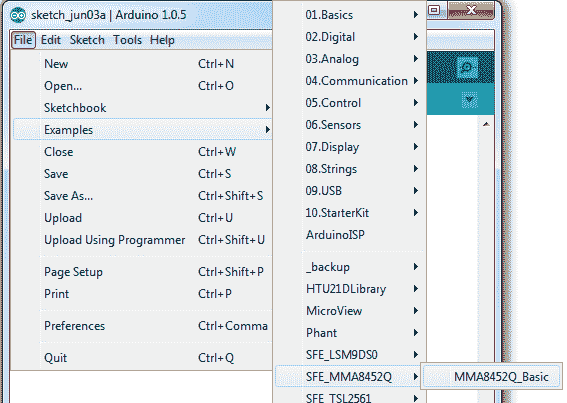 sketch_jun03a | Arduino 1.0.5
File Edit Sketch Tools Help
New Ctrl+N
Open... Ctrl+O
Sketchbook
Examples
Close Ctrl+W
Save Ctrl+S
Save As... Ctrl+Shift+S
Upload Ctrl+U
Upload Using Programmer Ctrl+Shift+U
Page Setup Ctrl+Shift+P
Print Ctrl+P
Preferences Ctrl+Comma
Quit Ctrl+Q
01.Basics
02.Digital
03.Analog
04.Communication
05.Control
06.Sensors
07.Display
08.Strings
09.USB
10.StarterKit
ArduinoISP
_backup
HTU21DLibrary
MicroView
Phant
SFE_LSM9DS0
SFE_MMA8452Q
SFE_TSL2561
MMA8452Q_Basic